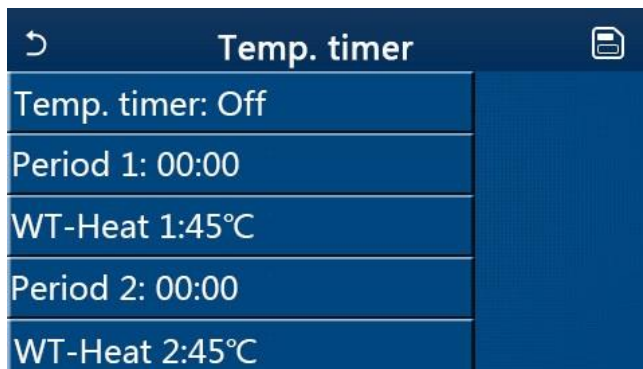 Temp. timer
Temp. timer: Off
Period 1: 00:00
WT-Heat 1:45℃
Period 2: 00:00
WT-Heat 2:45℃